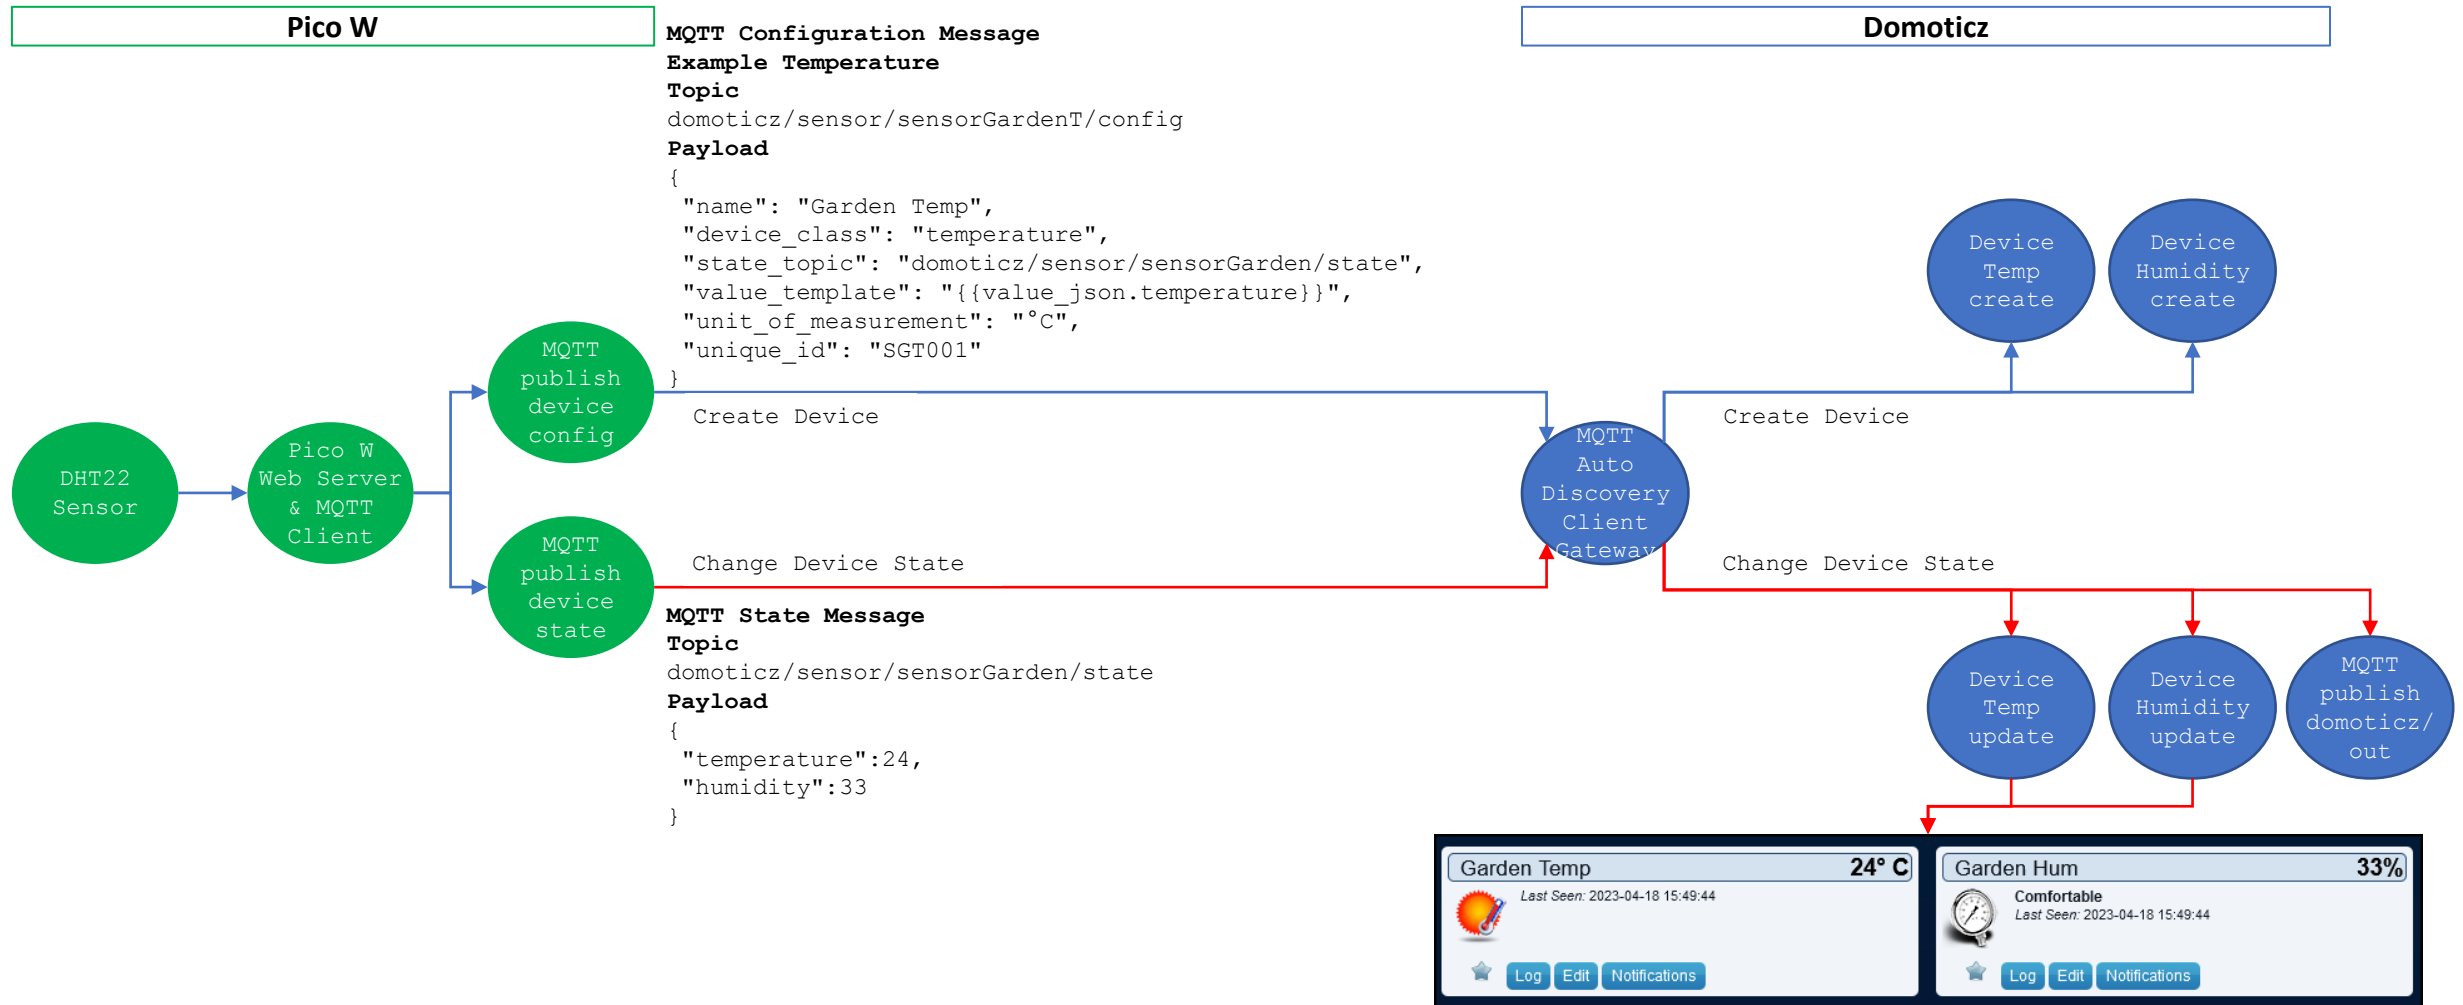 Pico W
Domoticz
MQTT Configuration Message
Example Temperature
Topic
domoticz/sensor/sensorGardenT/config
Payload
{
"name": "Garden Temp",
"device_class": "temperature",
"state_topic": "domoticz/sensor/sensorGarden/state",
"value_template": "{{value_json.temperature}}",
"unit_of_measurement": "°C",
"unique_id": "SGT001"
}
DHT22
Sensor
Pico W
Web Server
& MQTT
Client
MQTT
publish
device
config
Create Device
MQTT
publish
device
state
Change Device State
MQTT State Message
Topic
domoticz/sensor/sensorGarden/state
Payload
{
"temperature":24,
"humidity":33
}
MQTT
Auto
Discovery
Client
Gateway
Create Device
Device
Temp
create
Device
Humidity
create
Change Device State
Device
Temp
update
Device
Humidity
update
MQTT
publish
domoticz/
out
Garden Temp 24° C
Last Seen: 2023-04-18 15:49:44
Log Edit Notifications
Garden Hum 33%
Comfortable
Last Seen: 2023-04-18 15:49:44
Log Edit Notifications